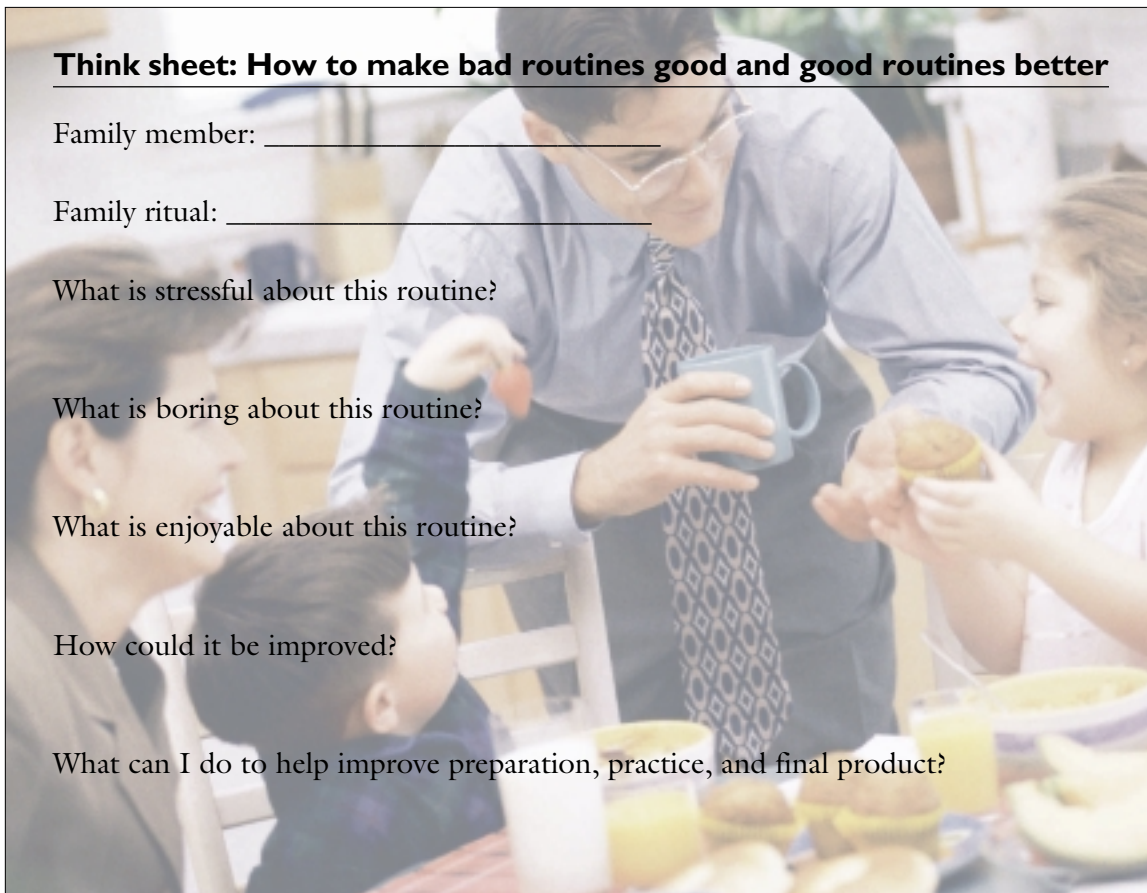 Think sheet: How to make bad routines good and good routines better
Family member: ___________________________
Family ritual: _____________________________
What is stressful about this routine?
What is boring about this routine?
What is enjoyable about this routine?
How could it be improved?
What can I do to help improve preparation, practice, and final product?